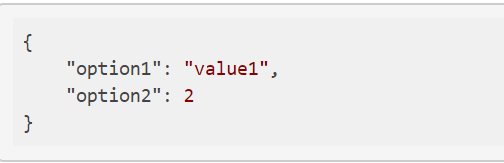 {
    "option1": "value1",
    "option2": 2
}